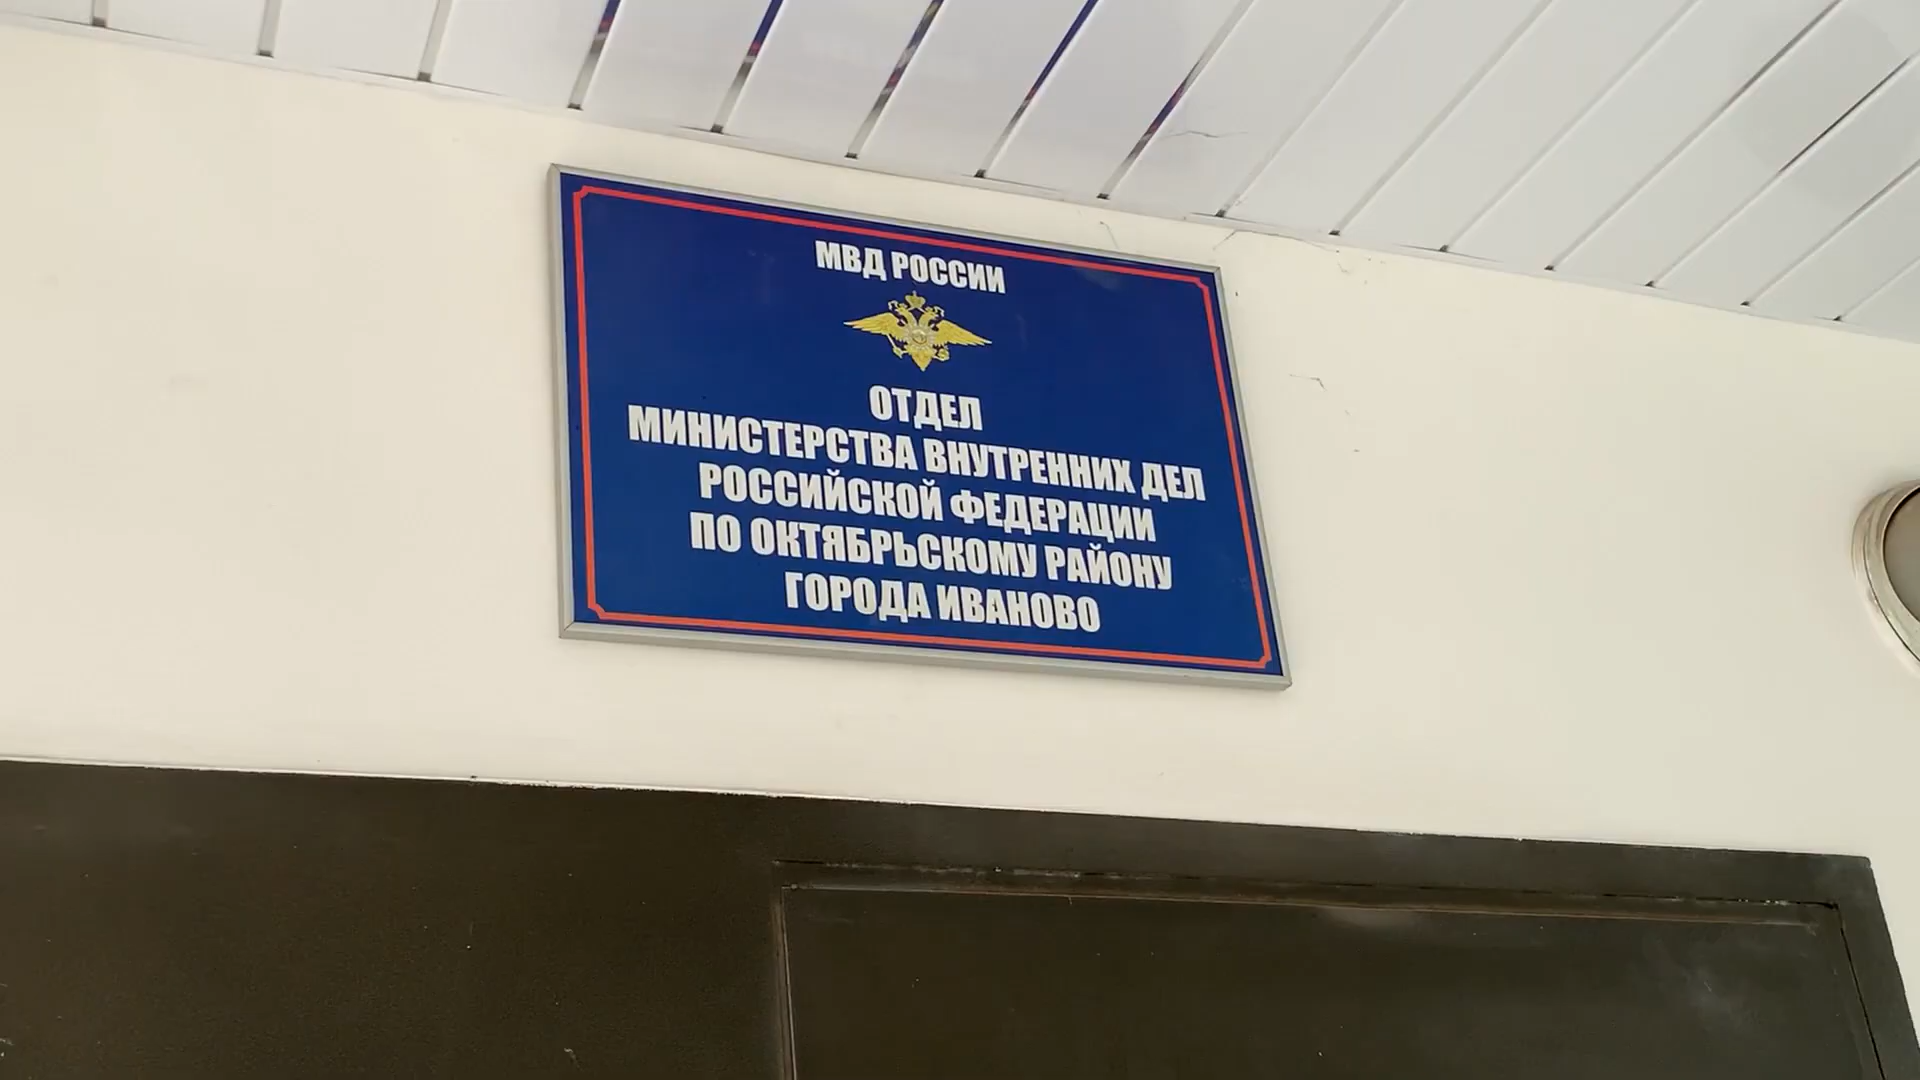 МВД РОССИИ
ОТДЕЛ
МИНИСТЕРСТВА ВНУТРЕННИХ ДЕЛ
РОССИЙСКОЙ ФЕДЕРАЦИИ
ПО ОКТЯБРЬСКОМУ РАЙОНУ
ГОРОДА ИВАНОВО